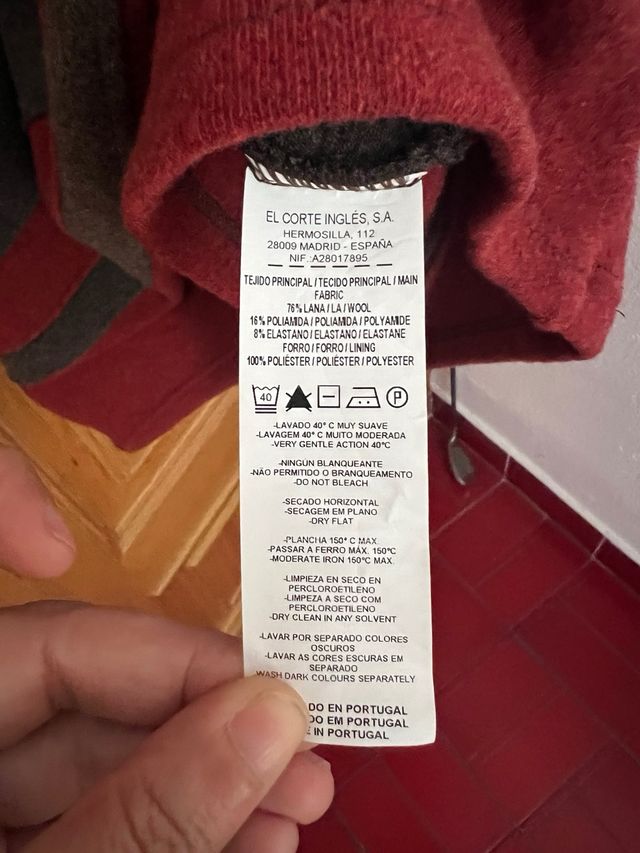 EL CORTE INGLÉS, S.A.
HERMOSILLA, 112
28009 MADRID - ESPAÑA
NIF.:A28017895
TEJIDO PRINCIPAL / TECIDO PRINCIPAL / MAIN
FABRIC
76% LANA / LA / WOOL
16% POLIAMIDA / POLIAMIDA / POLYAMIDE
8% ELASTANO / ELASTANO / ELASTANE
FORRO / FORRO / LINING
100% POLIÉSTER / POLIÉSTER / POLYESTER
40 P
-LAVADO 40° C MUY SUAVE
-LAVAGEM 40° C MUITO MODERADA
-VERY GENTLE ACTION 40°C
-NINGUN BLANQUEANTE
-NÃO PERMITIDO O BRANQUEAMENTO
-DO NOT BLEACH
-SECADO HORIZONTAL
-SECAGEM EM PLANO
-DRY FLAT
-PLANCHA 150° C MAX.
-PASSAR A FERRO MÁX. 150°C
-MODERATE IRON 150°C MAX.
-LIMPIEZA EN SECO EN
PERCLOROETILENO
-LIMPEZA A SECO COM
PERCLOROETILENO
-DRY CLEAN IN ANY SOLVENT
-LAVAR POR SEPARADO COLORES
OSCUROS
-LAVAR AS CORES ESCURAS EM
SEPARADO
WASH DARK COLOURS SEPARATELY
DO EN PORTUGAL
DO EM PORTUGAL
E IN PORTUGAL